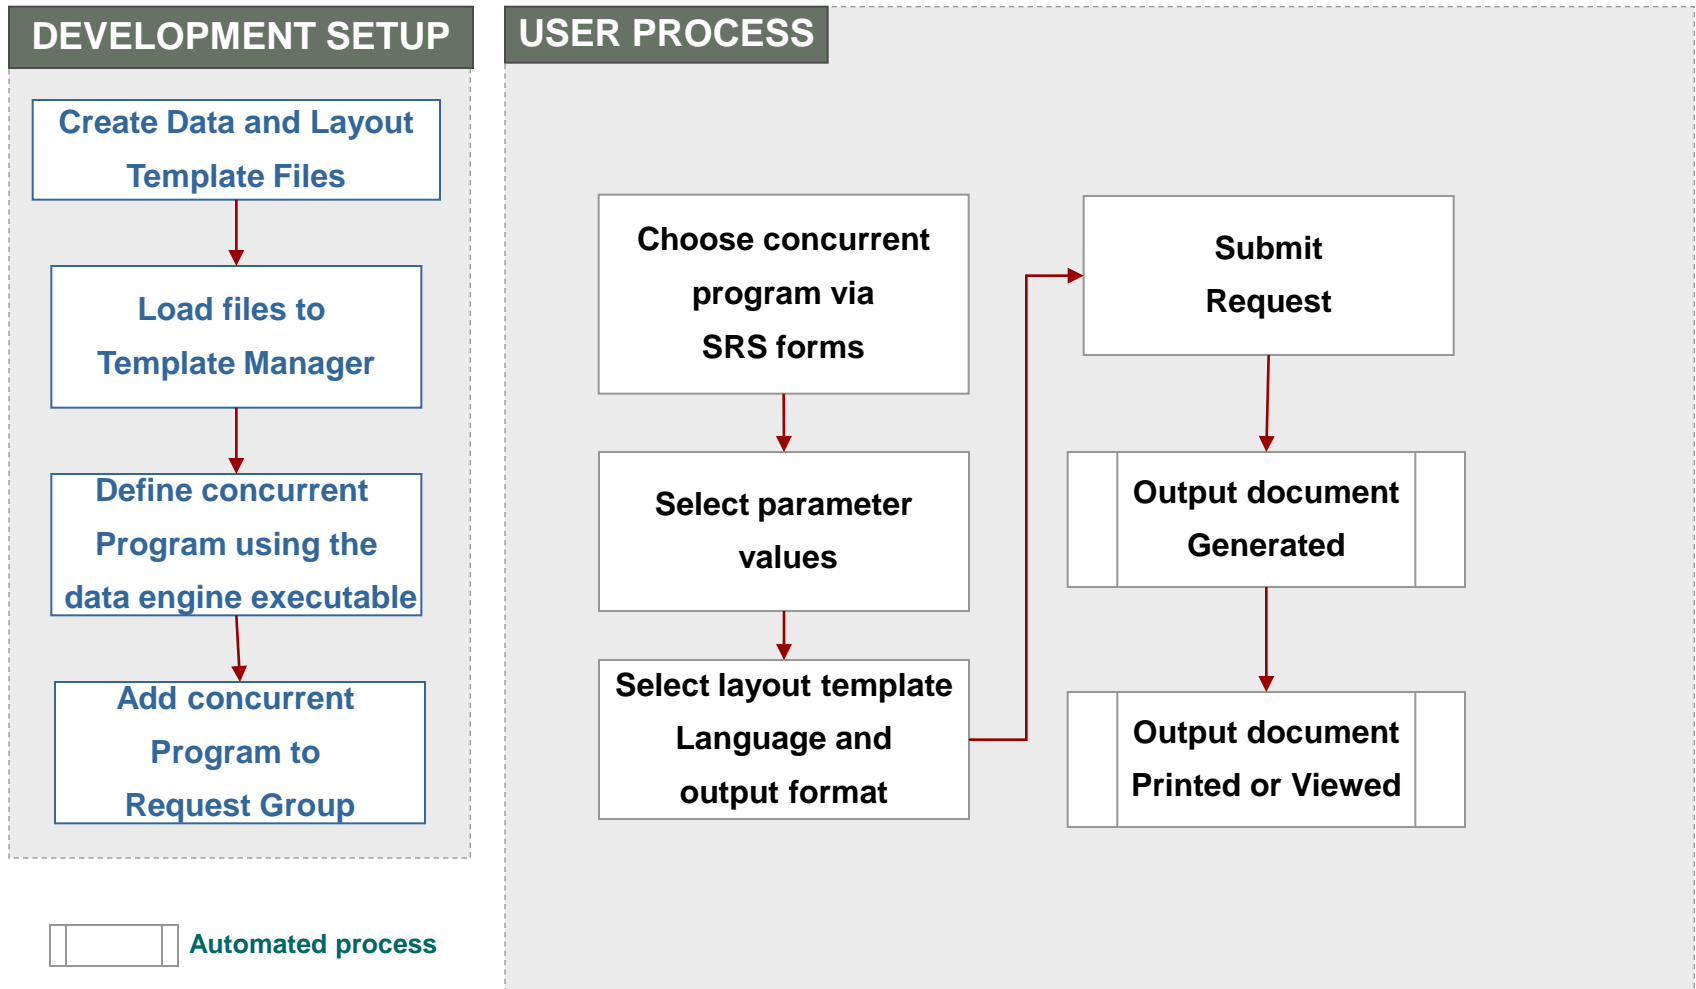 DEVELOPMENT SETUP
Create Data and Layout
Template Files
Load files to
Template Manager
Define concurrent
Program using the
data engine executable
Add concurrent
Program to
Request Group
Automated process
USER PROCESS
Choose concurrent
program via
SRS forms
Select parameter
values
Select layout template
Language and
output format
Submit
Request
Output document
Generated
Output document
Printed or Viewed